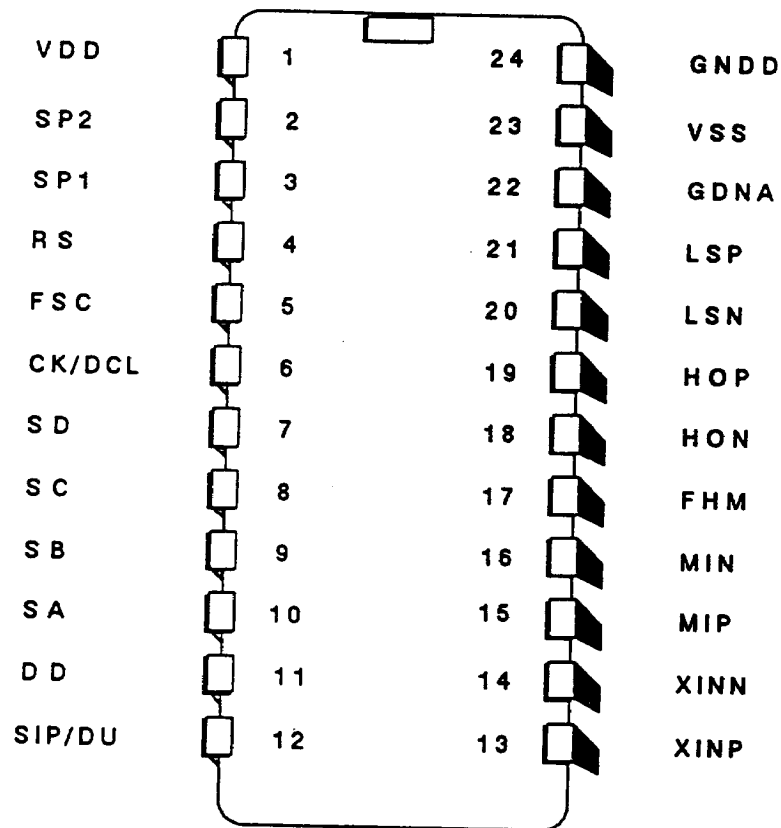 VDD 1 24 GNDD
SP2 2 23 VSS
SP1 3 22 GDNA
RS 4 21 LSP
FSC 5 20 LSN
CK/DCL 6 19 HOP
SD 7 18 HON
SC 8 17 FHM
SB 9 16 MIN
SA 10 15 MIP
DD 11 14 XINN
SIP/DU 12 13 XINP